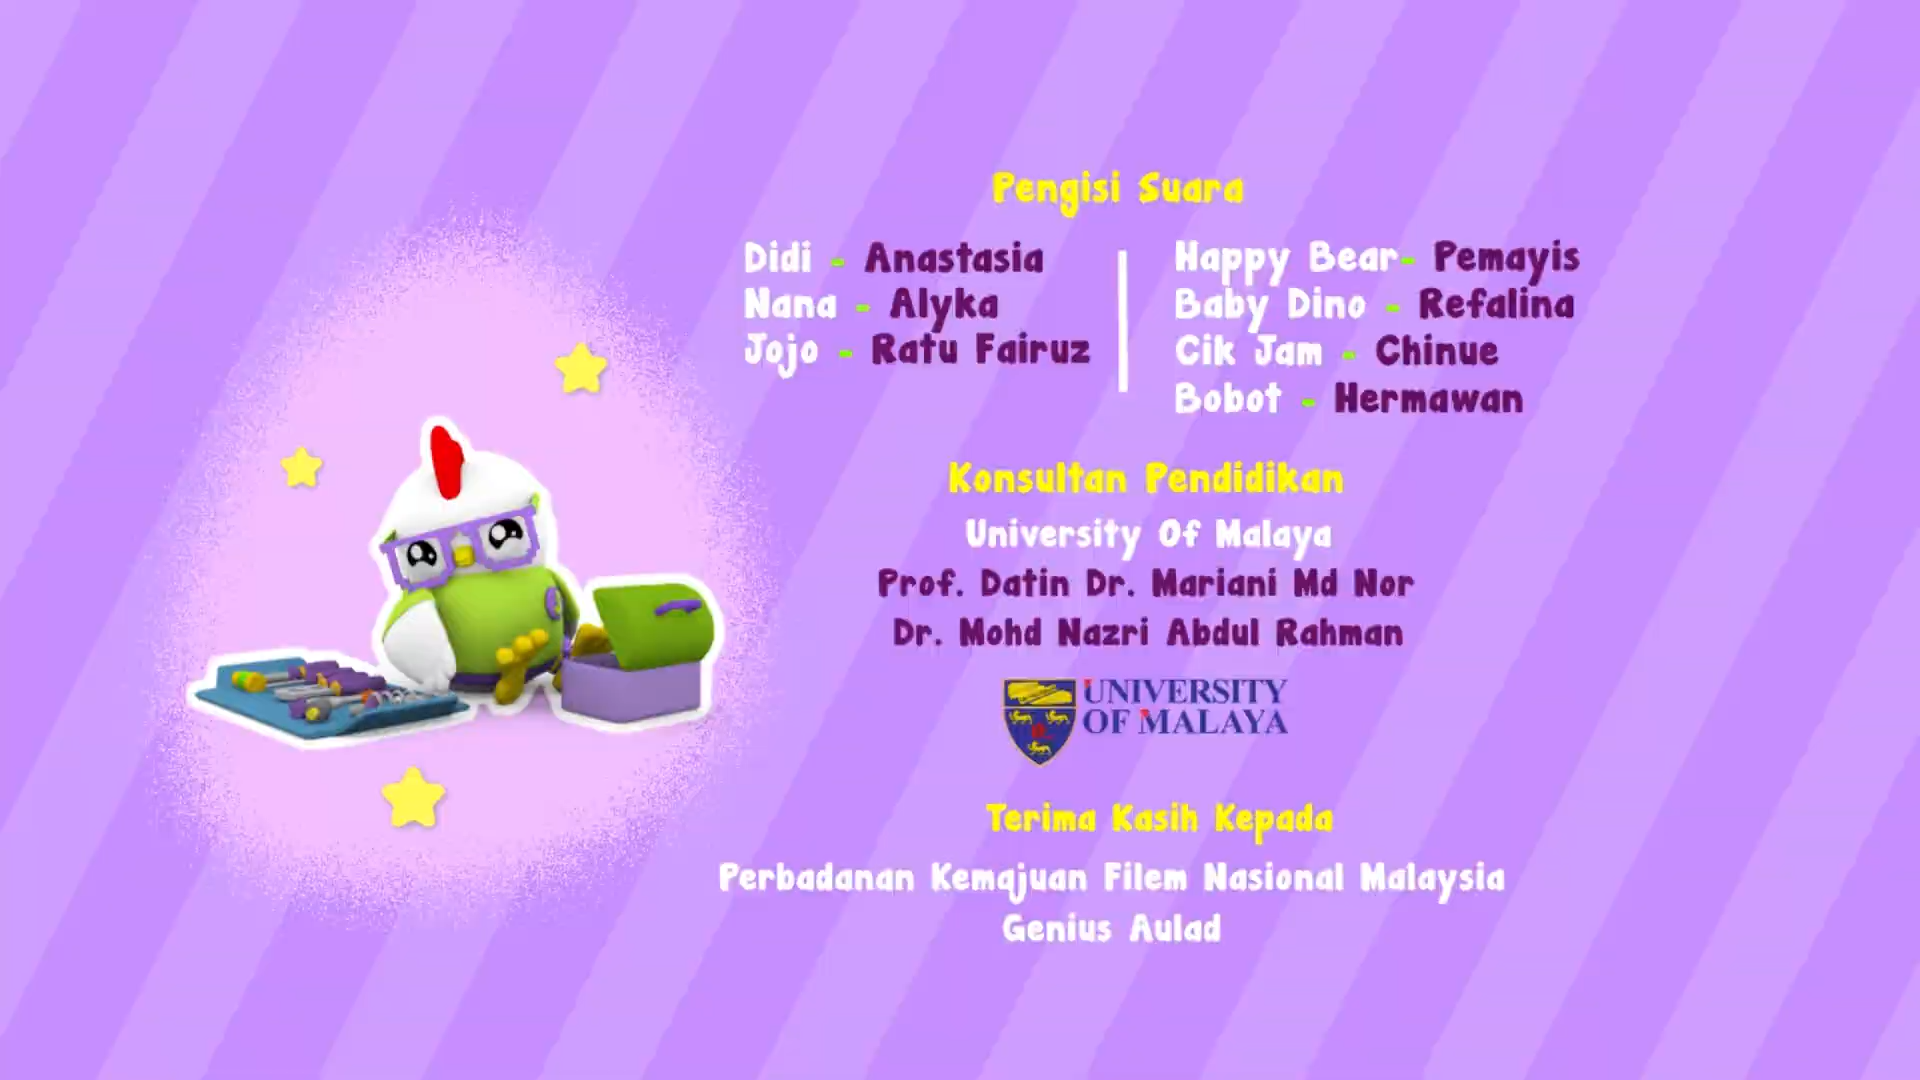 Pengisi Suara
Didi - Anastasia
Nana - Alyka
Jojo - Ratu Fairuz
Happy Bear- Pemayis
Baby Dino - Refalina
Cik Jam - Chinue
Bobot - Hermawan
Konsultan Pendidikan
University Of Malaya
Prof. Datin Dr. Mariani Md Nor
Dr. Mohd Nazri Abdul Rahman
UNIVERSITY
OF MALAYA
Terima Kasih Kepada
Perbadanan Kemajuan Filem Nasional Malaysia
Genius Aulad